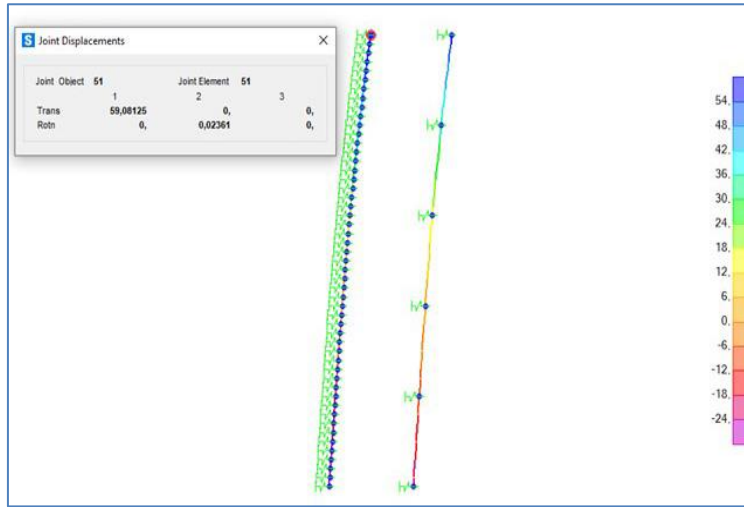 S Joint Displacements
Joint Object 51 Joint Element 51
1 2 3
Trans 59,08125 0, 0,
Rotn 0, 0,02361 0,
54.
48.
42.
36.
30.
24.
18.
12.
6.
0.
-6.
-12.
-18.
-24.